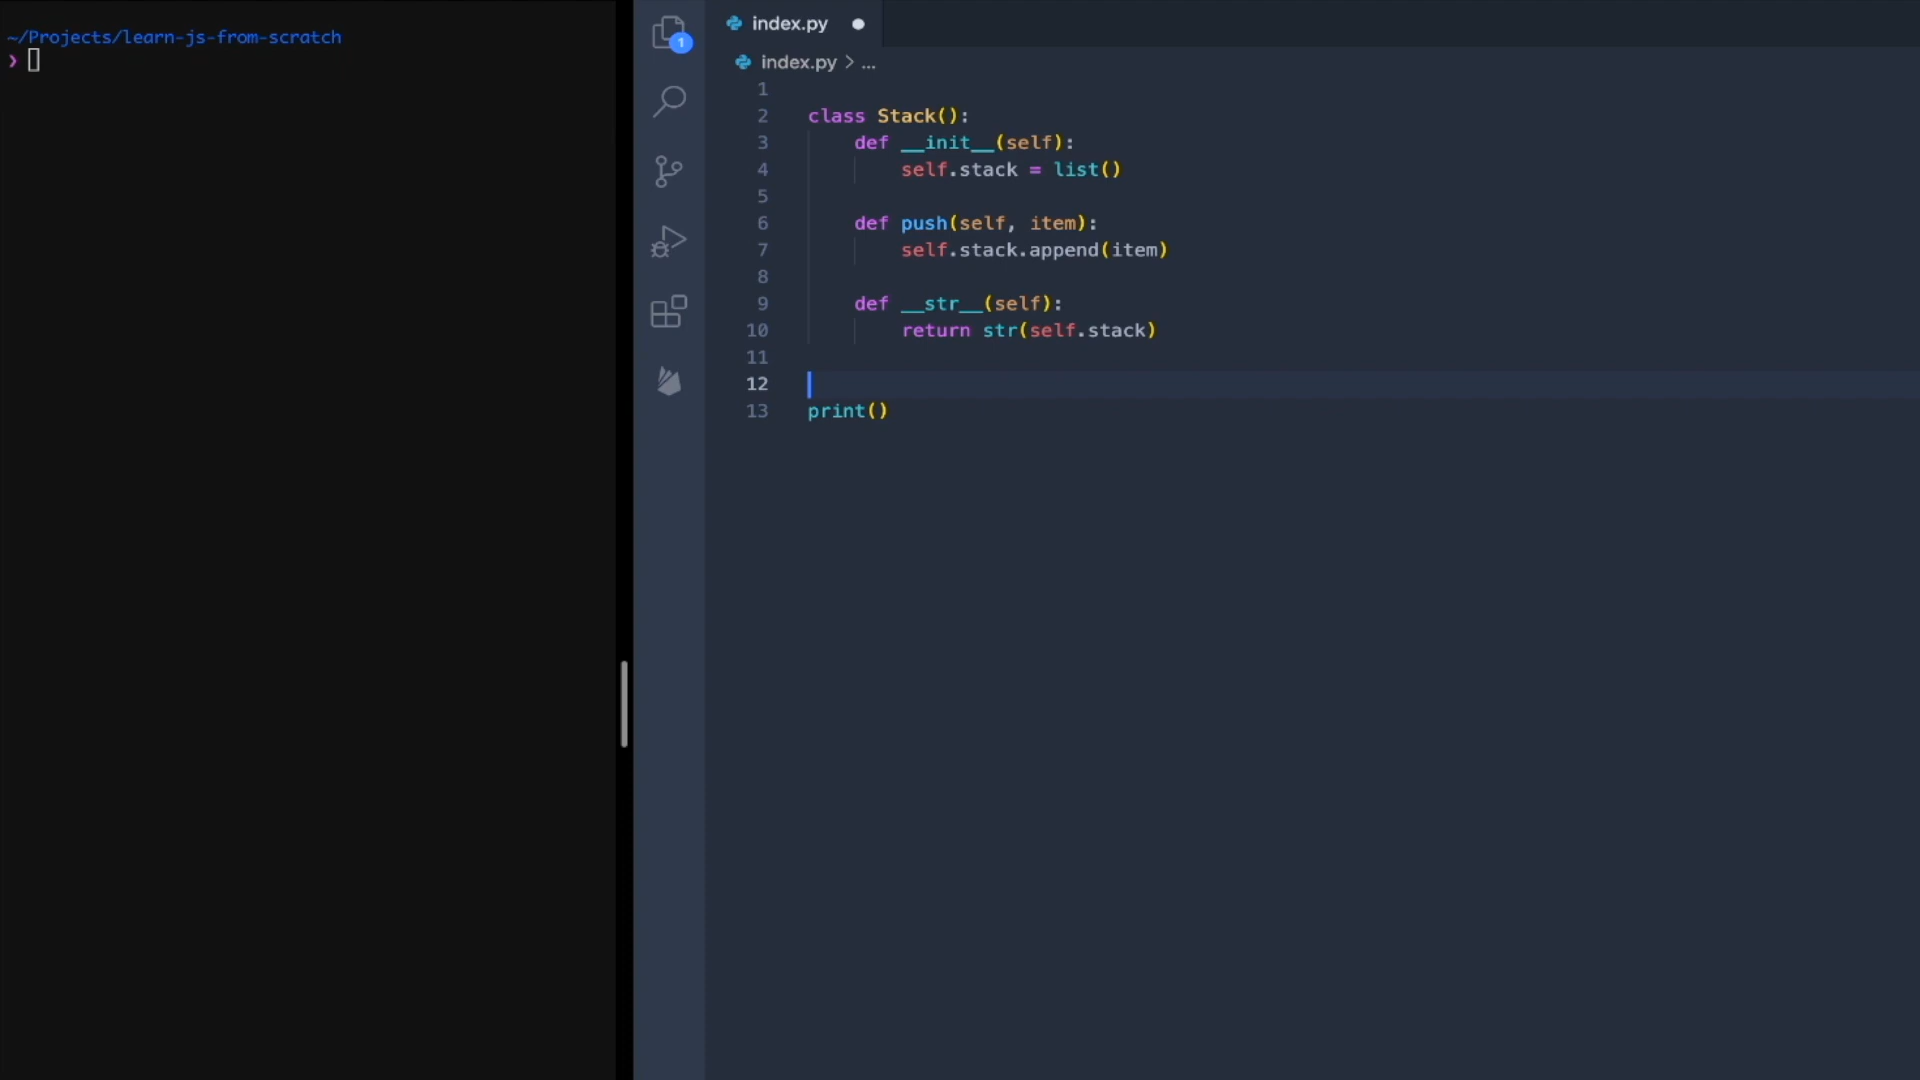 ~/Projects/learn-js-from-scratch
❯
1
index.py
index.py > ...
1
2 class Stack():
3 def __init__(self):
4 self.stack = list()
5
6 def push(self, item):
7 self.stack.append(item)
8
9 def __str__(self):
10 return str(self.stack)
11
12
13 print()